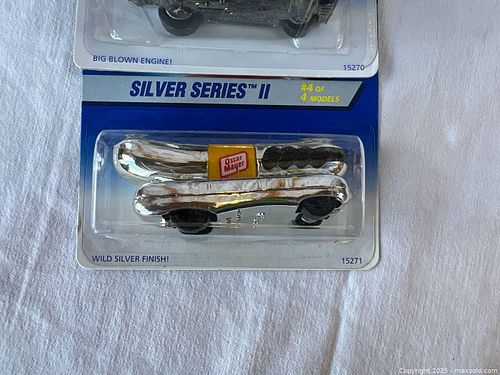 BIG BLOWN ENGINE!
15270
SILVER SERIES™ II
#4 OF
4 MODELS
Oscar
Mayer
WILD SILVER FINISH!
15271
Copyright 2025 - maxsold.com